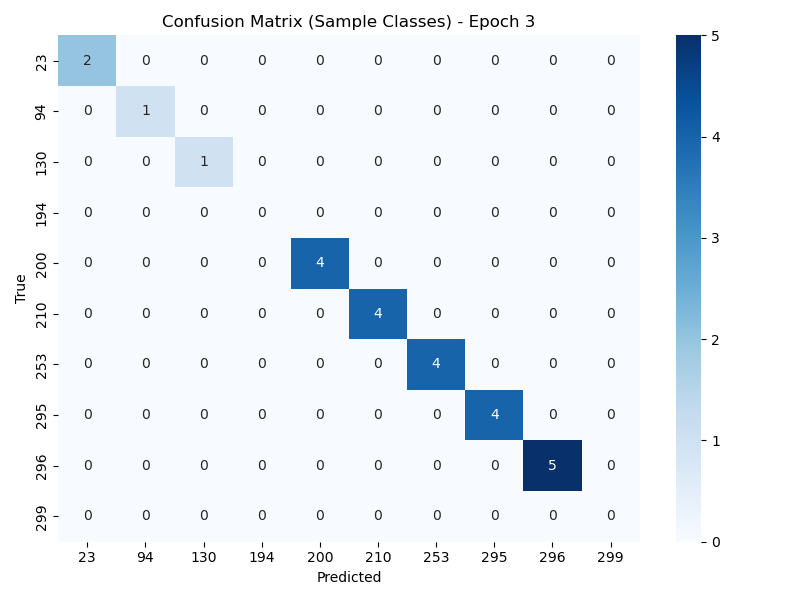 Confusion Matrix (Sample Classes) - Epoch 3
23 2 0 0 0 0 0 0 0 0 0
94 0 1 0 0 0 0 0 0 0 0
130 0 0 1 0 0 0 0 0 0 0
194 0 0 0 0 0 0 0 0 0 0
200 0 0 0 0 4 0 0 0 0 0
210 0 0 0 0 0 4 0 0 0 0
253 0 0 0 0 0 0 4 0 0 0
295 0 0 0 0 0 0 0 4 0 0
296 0 0 0 0 0 0 0 0 5 0
299 0 0 0 0 0 0 0 0 0 0
True
23 94 130 194 200 210 253 295 296 299
Predicted
5
4
3
2
1
0